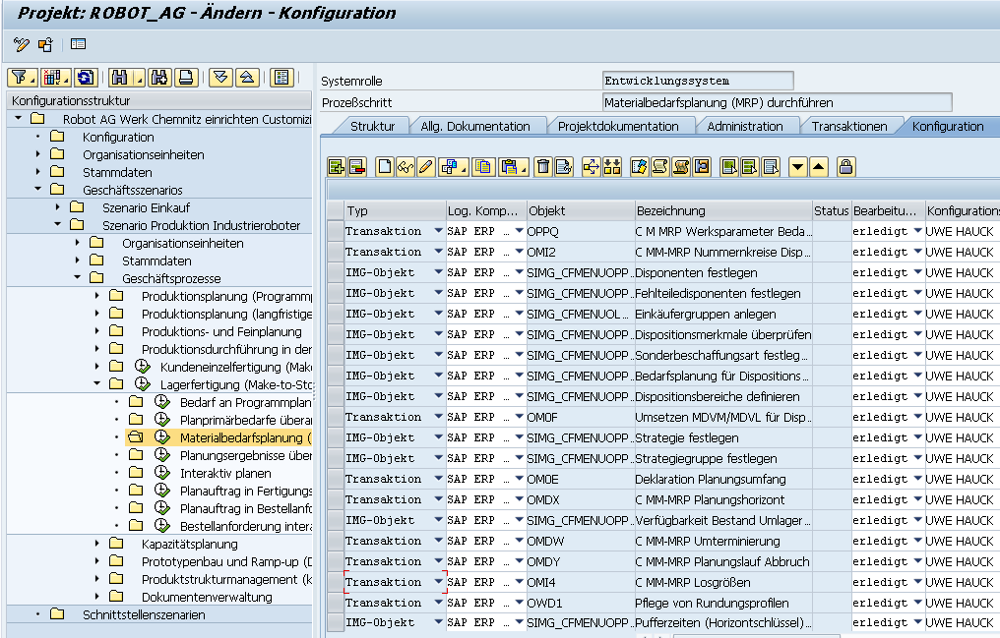 Projekt: ROBOT_AG - Ändern - Konfiguration
Systemrolle Entwicklungssystem
Prozeßschritt Materialbedarfsplanung (MRP) durchführen
Struktur Allg. Dokumentation Projektdokumentation Administration Transaktionen Konfiguration
Konfigurationsstruktur
Robot AG Werk Chemnitz einrichten Customizi
Konfiguration
Organisationseinheiten
Stammdaten
Geschäftsszenarios
Szenario Einkauf
Szenario Produktion Industrieroboter
Organisationseinheiten
Stammdaten
Geschäftsprozesse
Produktionsplanung (Programmp
Produktionsplanung (langfristige
Produktions- und Feinplanung
Produktionsdurchführung in der
Kundeneinzelfertigung (Make
Lagerfertigung (Make-to-Sto
Bedarf an Programmplan
Planprimärbedarfe überar
Materialbedarfsplanung (
Planungsergebnisse über
Interaktiv planen
Planauftrag in Fertigungs
Planauftrag in Bestellanfo
Bestellanforderung intera
Kapazitätsplanung
Prototypenbau und Ramp-up (D
Produktstrukturmanagement (k
Dokumentenverwaltung
Schnittstellenszenarien
Typ Log. Komp... Objekt Bezeichnung Status Bearbeitu... Konfigurations
Transaktion SAP ERP ... OPPQ C M MRP Werksparameter Beda... erledigt UWE HAUCK
Transaktion SAP ERP ... OMI2 C MM-MRP Nummernkreise Disp... erledigt UWE HAUCK
IMG-Objekt SAP ERP ... SIMG_CFMENUOPP... Disponenten festlegen erledigt UWE HAUCK
IMG-Objekt SAP ERP ... SIMG_CFMENUOPP... Fehlteiledisponenten festlegen erledigt UWE HAUCK
IMG-Objekt SAP ERP ... SIMG_CFMENUOL... Einkäufergruppen anlegen erledigt UWE HAUCK
IMG-Objekt SAP ERP ... SIMG_CFMENUOPP... Dispositionsmerkmale überprüfen erledigt UWE HAUCK
IMG-Objekt SAP ERP ... SIMG_CFMENUOPP... Sonderbeschaffungsart festleg... erledigt UWE HAUCK
IMG-Objekt SAP ERP ... SIMG_CFMENUOPP... Bedarfsplanung für Dispositions... erledigt UWE HAUCK
IMG-Objekt SAP ERP ... SIMG_CFMENUOPP... Dispositionsbereiche definieren erledigt UWE HAUCK
Transaktion SAP ERP ... OM0F Umsetzen MDVM/MDVL für Disp... erledigt UWE HAUCK
IMG-Objekt SAP ERP ... SIMG_CFMENUOPP... Strategie festlegen erledigt UWE HAUCK
IMG-Objekt SAP ERP ... SIMG_CFMENUOPP... Strategiegruppe festlegen erledigt UWE HAUCK
Transaktion SAP ERP ... OM0E Deklaration Planungsumfang erledigt UWE HAUCK
Transaktion SAP ERP ... OMDX C MM-MRP Planungshorizont erledigt UWE HAUCK
IMG-Objekt SAP ERP ... SIMG_CFMENUOPP... Verfügbarkeit Bestand Umlager... erledigt UWE HAUCK
Transaktion SAP ERP ... OMDW C MM-MRP Umterminierung erledigt UWE HAUCK
Transaktion SAP ERP ... OMDY C MM-MRP Planungslauf Abbruch erledigt UWE HAUCK
Transaktion SAP ERP ... OMI4 C MM-MRP Losgrößen erledigt UWE HAUCK
Transaktion SAP ERP ... OWD1 Pflege von Rundungsprofilen erledigt UWE HAUCK
IMG-Objekt SAP ERP ... SIMG_CFMENUOPP... Pufferzeiten (Horizontschlüssel)... erledigt UWE HAUCK